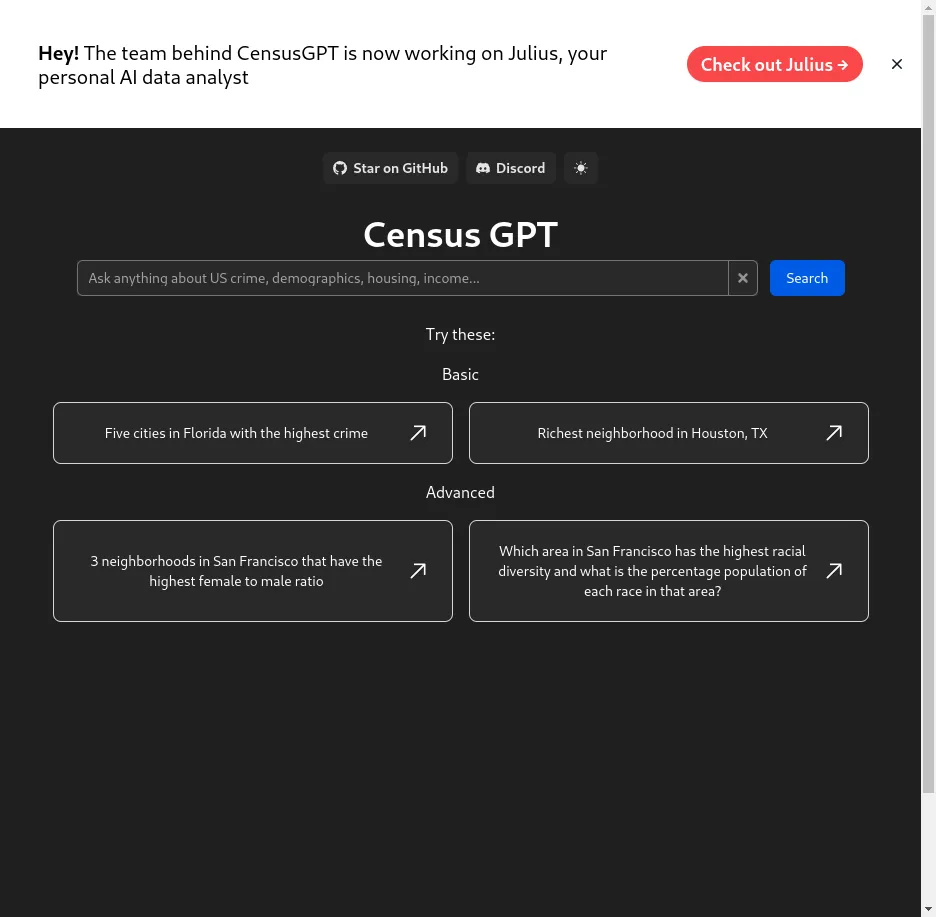 Hey! The team behind CensusGPT is now working on Julius, your
personal AI data analyst
Check out Julius →
Star on GitHub
Discord
Census GPT
Ask anything about US crime, demographics, housing, income...
Search
Try these:
Basic
Five cities in Florida with the highest crime
Richest neighborhood in Houston, TX
Advanced
3 neighborhoods in San Francisco that have the
highest female to male ratio
Which area in San Francisco has the highest racial
diversity and what is the percentage population of
each race in that area?